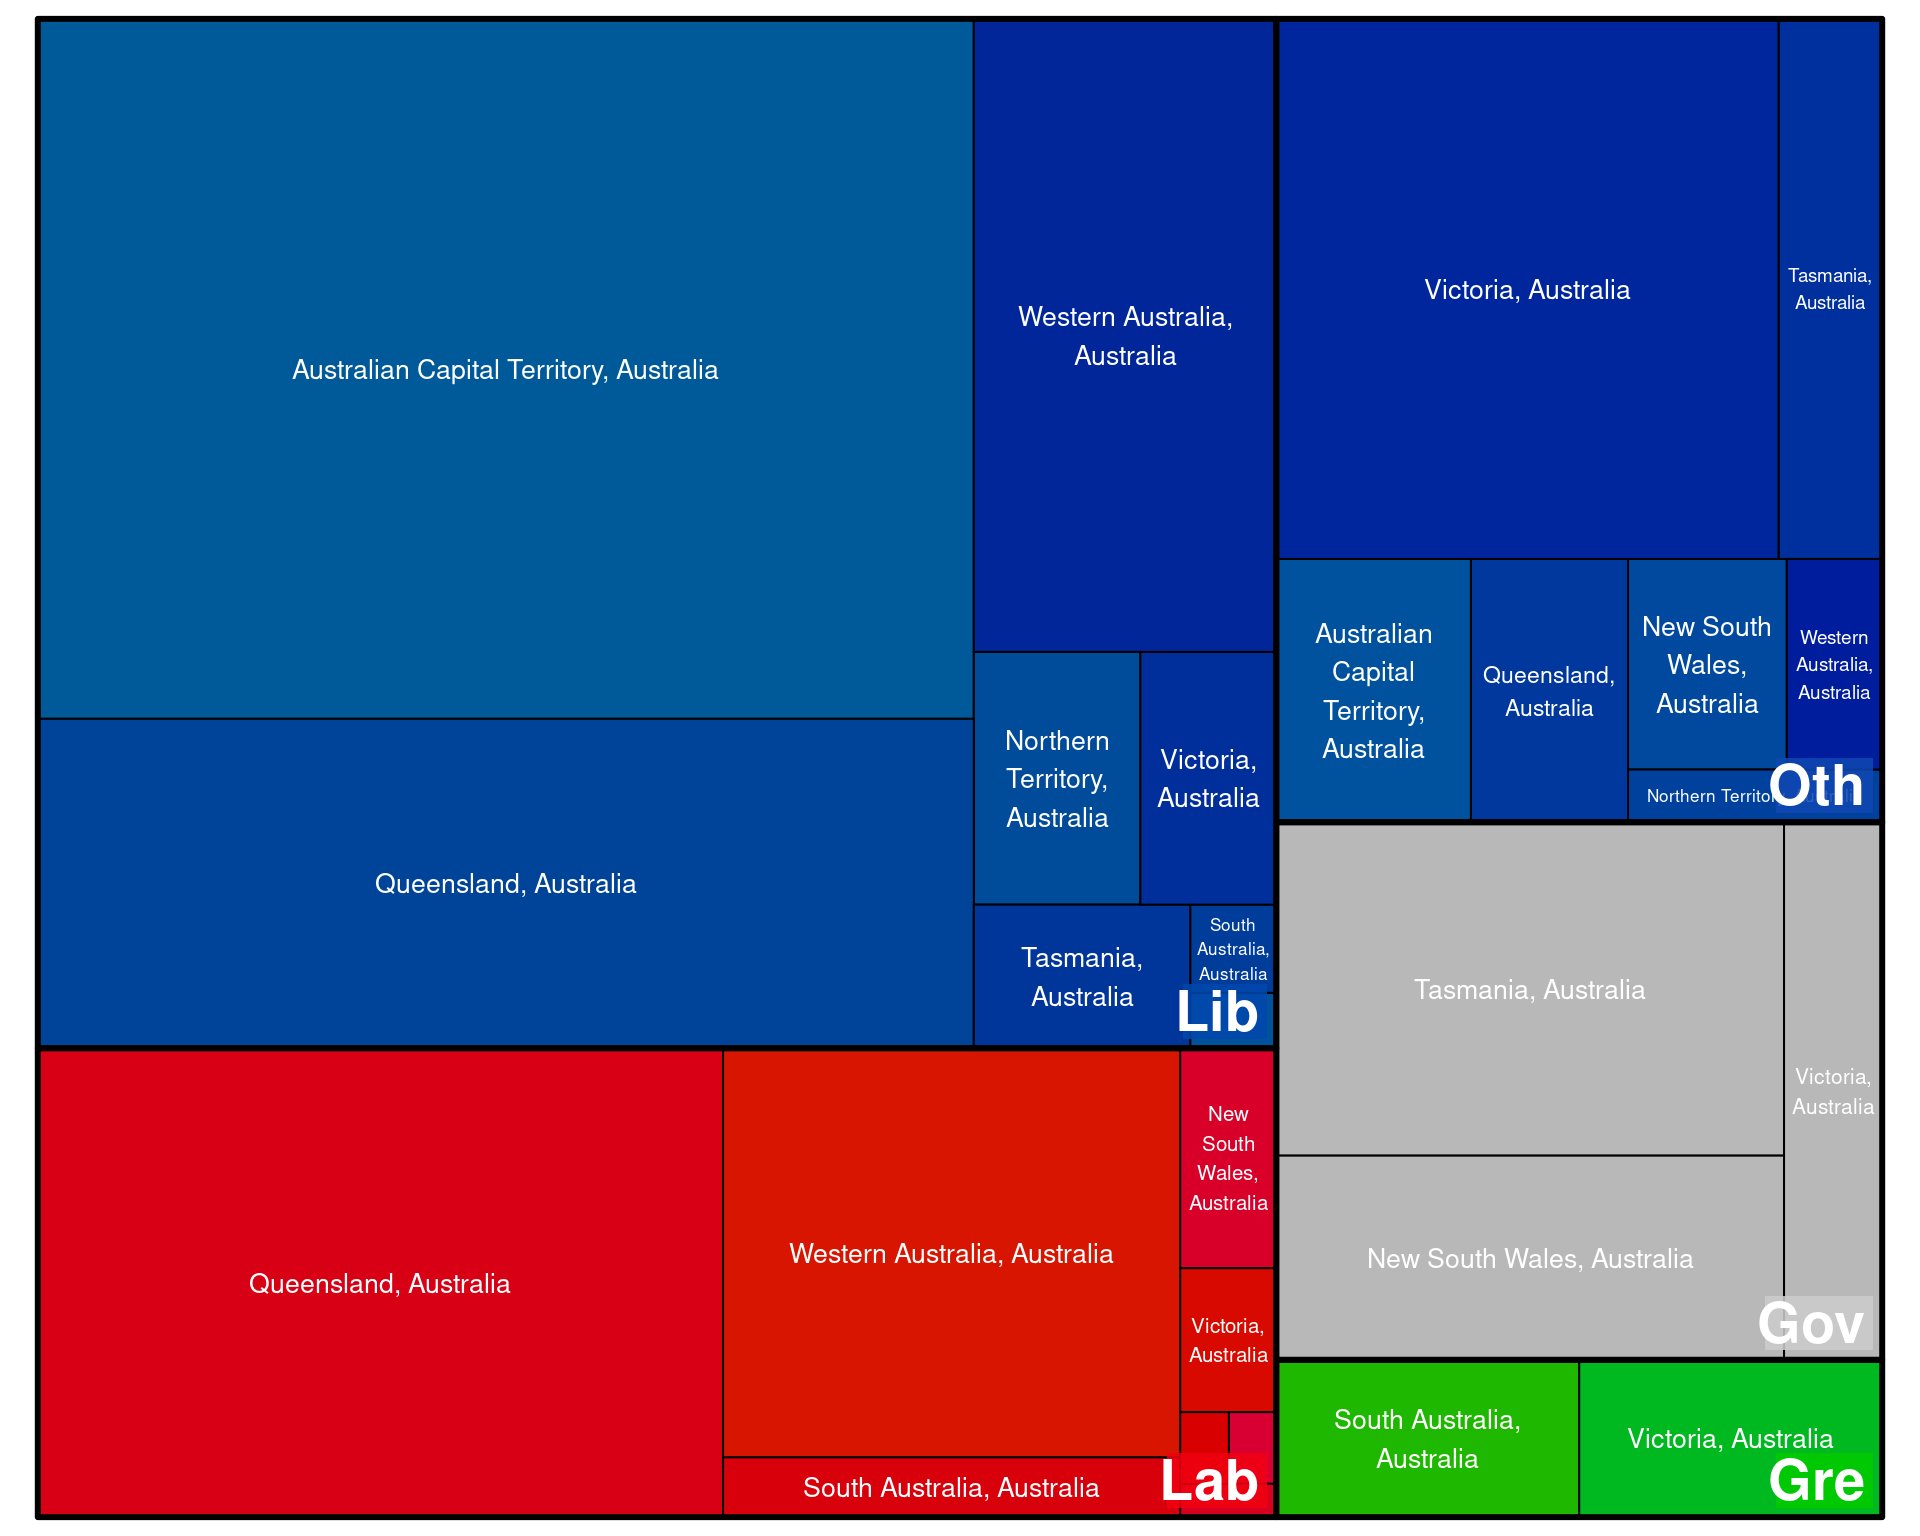 Australian Capital Territory, Australia
Western Australia,
Australia
Queensland, Australia
Northern
Territory,
Australia
Victoria,
Australia
Tasmania,
Australia
South
Australia,
Australia
Lib
Victoria, Australia
Tasmania,
Australia
Australian
Capital
Territory,
Australia
Queensland,
Australia
New South
Wales,
Australia
Western
Australia,
Australia
Northern
Oth
Queensland, Australia
Western Australia, Australia
New
South
Wales,
Australia
Victoria,
Australia
South Australia, Australia
Lab
Tasmania, Australia
Victoria,
Australia
New South Wales, Australia
Gov
South Australia,
Australia
Victoria, Australia
Gre